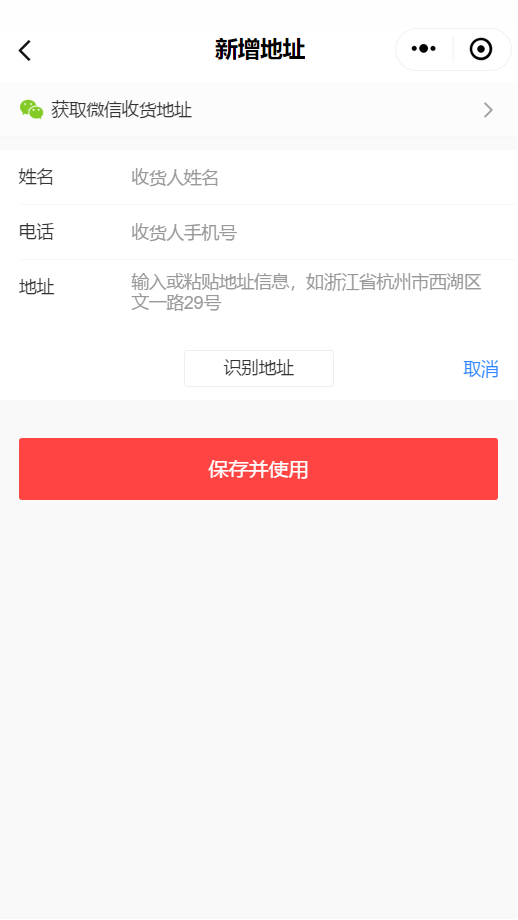 新增地址
获取微信收货地址
姓名 收货人姓名
电话 收货人手机号
地址 输入或粘贴地址信息，如浙江省杭州市西湖区
文一路29号
识别地址 取消
保存并使用